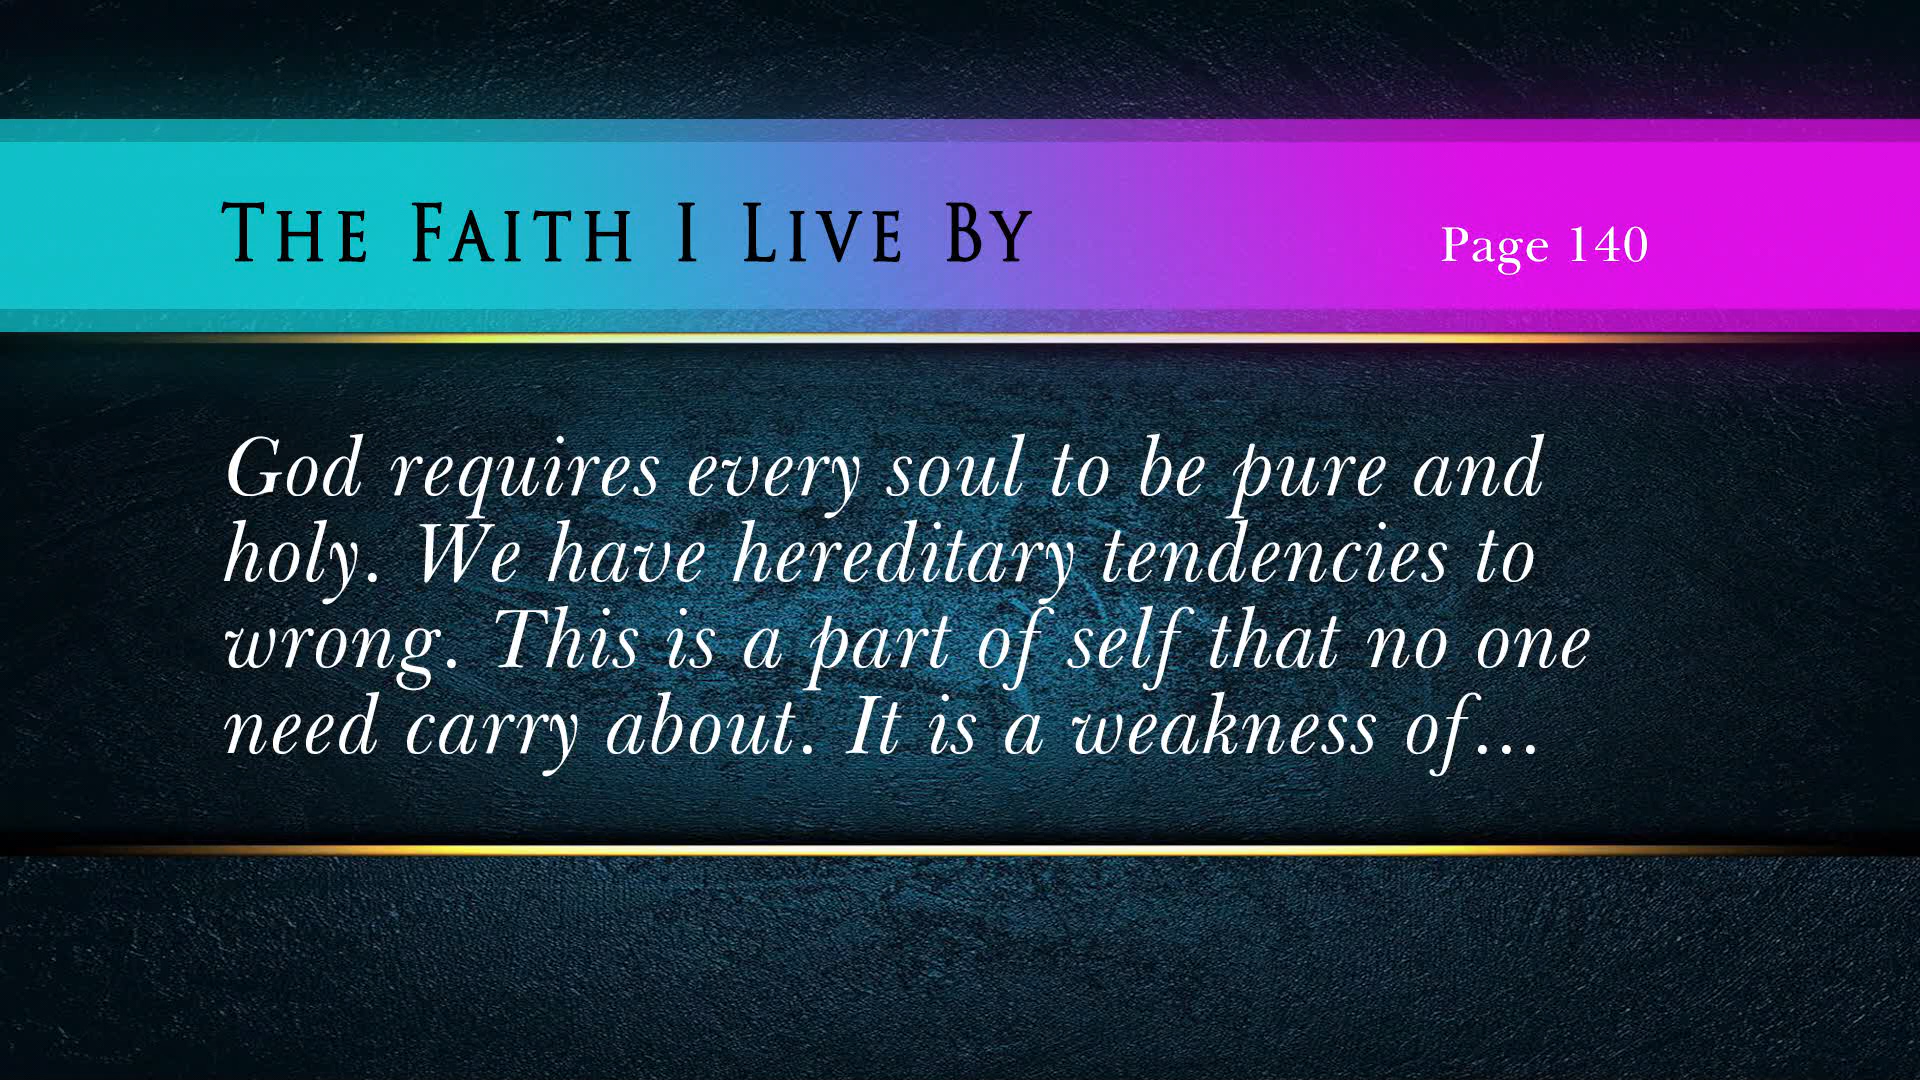 The Faith I Live By
Page 140
God requires every soul to be pure and
holy. We have hereditary tendencies to
wrong. This is a part of self that no one
need carry about. It is a weakness of...